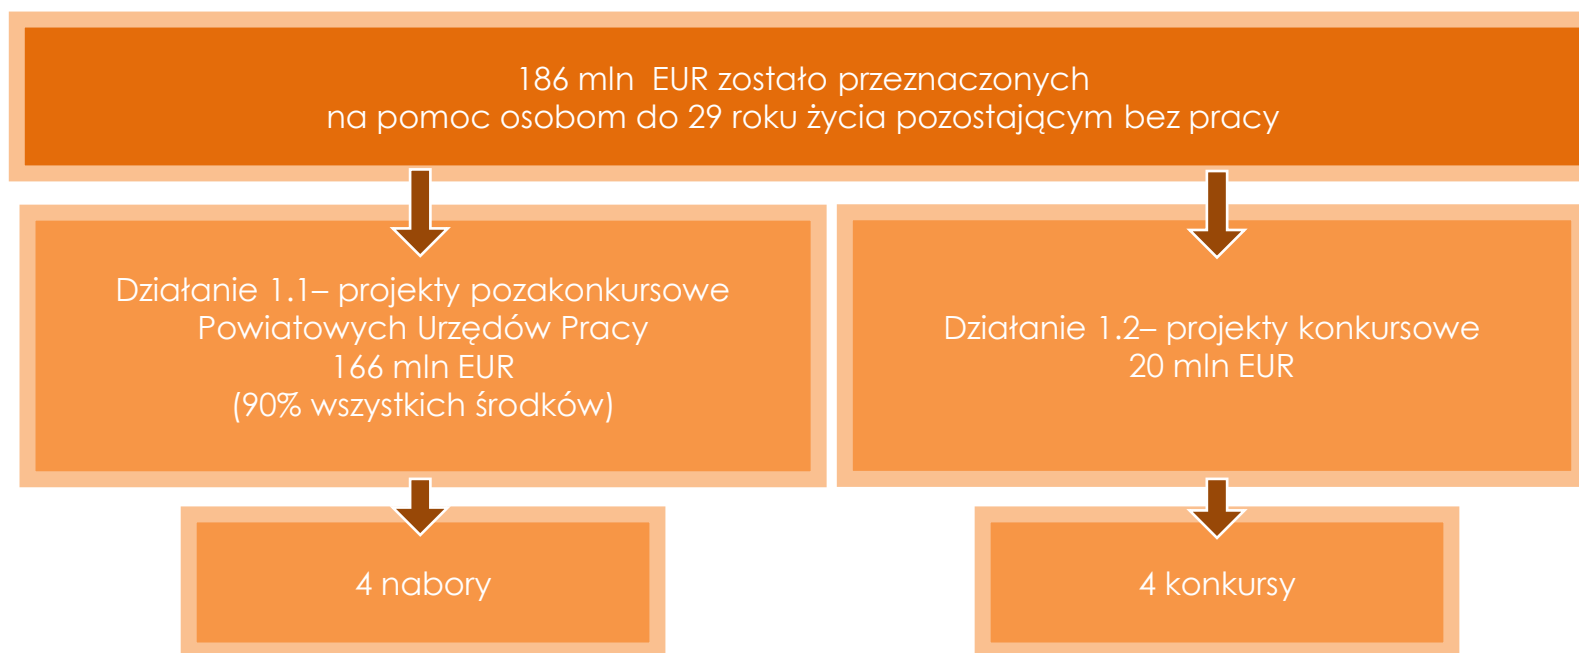 186 mln  EUR zostało przeznaczonych
na pomoc osobom do 29 roku życia pozostającym bez pracy
Działanie 1.1– projekty pozakonkursowe
Powiatowych Urzędów Pracy
166 mln EUR
(90% wszystkich środków)
Działanie 1.2– projekty konkursowe
20 mln EUR
4 nabory
4 konkursy